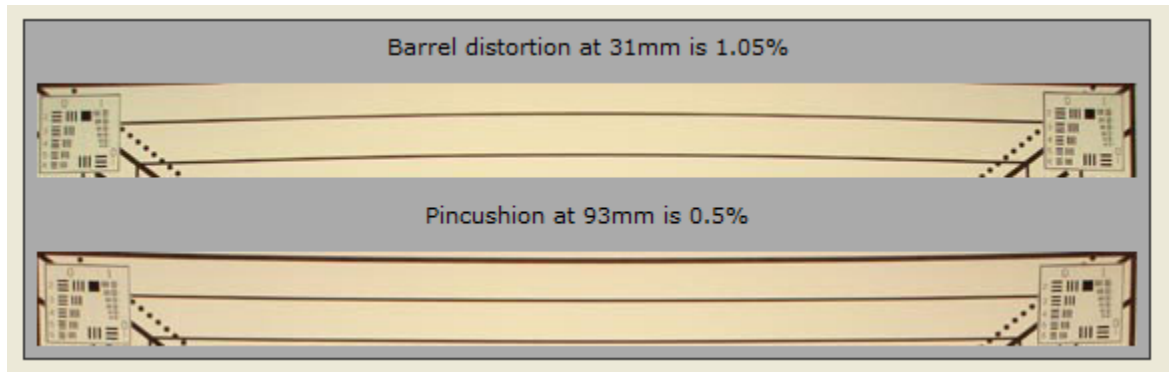 Barrel distortion at 31mm is 1.05%
Pincushion at 93mm is 0.5%